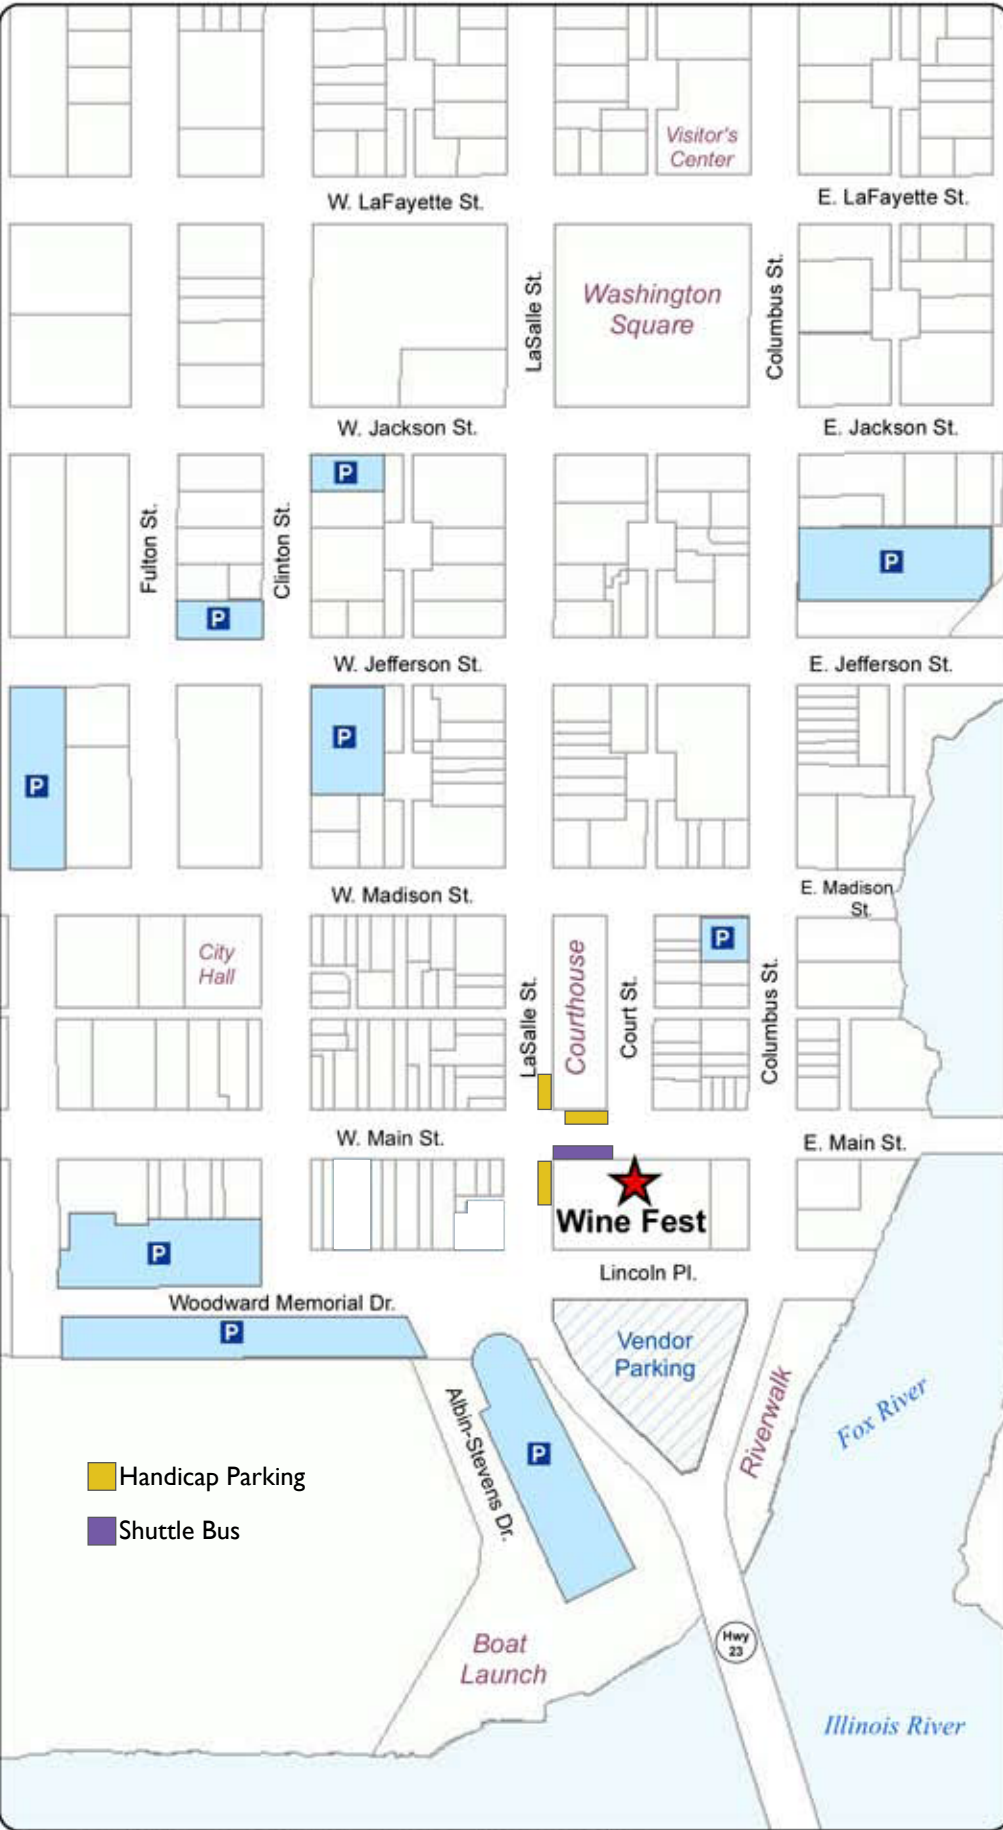 Visitor's
Center
W. LaFayette St.
E. LaFayette St.
LaSalle St.
Washington
Square
Columbus St.
W. Jackson St.
E. Jackson St.
P
Fulton St.
Clinton St.
P
P
W. Jefferson St.
E. Jefferson St.
P
P
W. Madison St.
E. Madison
St.
City
Hall
P
LaSalle St.
Courthouse
Court St.
Columbus St.
W. Main St.
E. Main St.
Wine Fest
P
Lincoln Pl.
Woodward Memorial Dr.
P
Vendor
Parking
Albin-Stevens Dr.
P
Riverwalk
Fox River
Handicap Parking
Shuttle Bus
Boat
Launch
Hwy
23
Illinois River